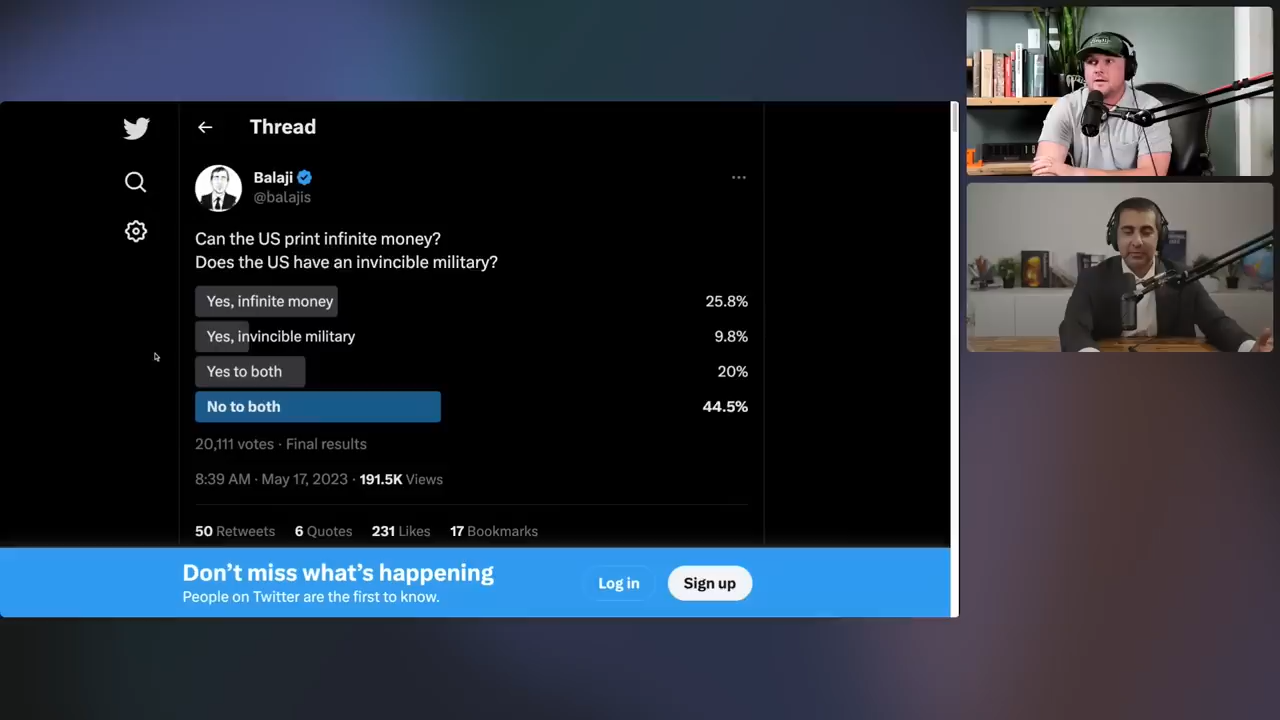 Thread
Balaji
@balajis
Can the US print infinite money?
Does the US have an invincible military?
Yes, infinite money 25.8%
Yes, invincible military 9.8%
Yes to both 20%
No to both 44.5%
20,111 votes · Final results
8:39 AM · May 17, 2023 · 191.5K Views
50 Retweets 6 Quotes 231 Likes 17 Bookmarks
Don’t miss what’s happening
People on Twitter are the first to know.
Log in
Sign up